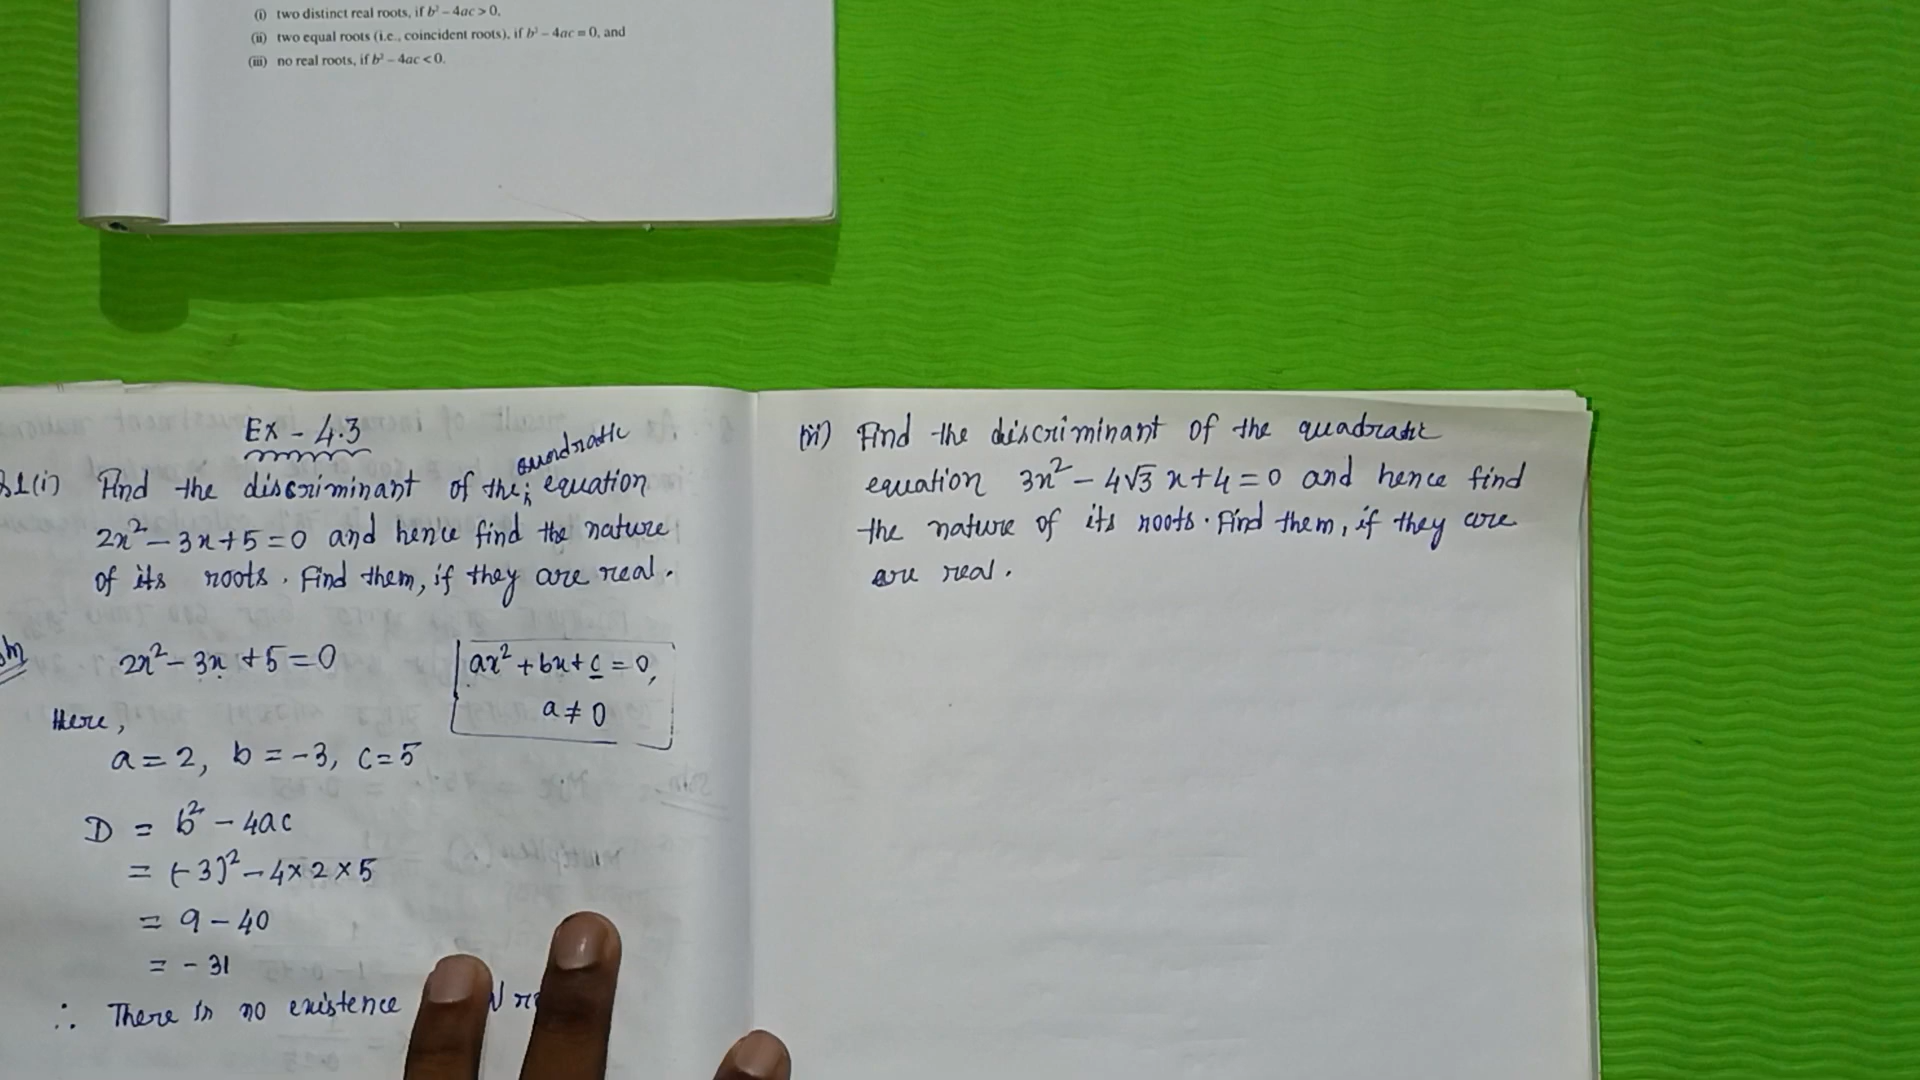 (i) two distinct real roots, if b² – 4ac > 0,
(ii) two equal roots (i.e., coincident roots), if b² – 4ac = 0, and
(iii) no real roots, if b² – 4ac < 0.
Ex - 4.3
quadratic
1(i) Find the discriminant of the equation
2x² - 3x + 5 = 0 and hence find the nature
of its roots. Find them, if they are real.
2x² - 3x + 5 = 0
ax² + bx + c = 0,
a ≠ 0
Here,
a = 2, b = -3, c = 5
D = b² - 4ac
= (-3)² - 4 × 2 × 5
= 9 - 40
= - 31
∴ There is no existence
Find the discriminant of the quadratic
equation 3x² - 4√3 x + 4 = 0 and hence find
the nature of its roots. Find them, if they are
are real.